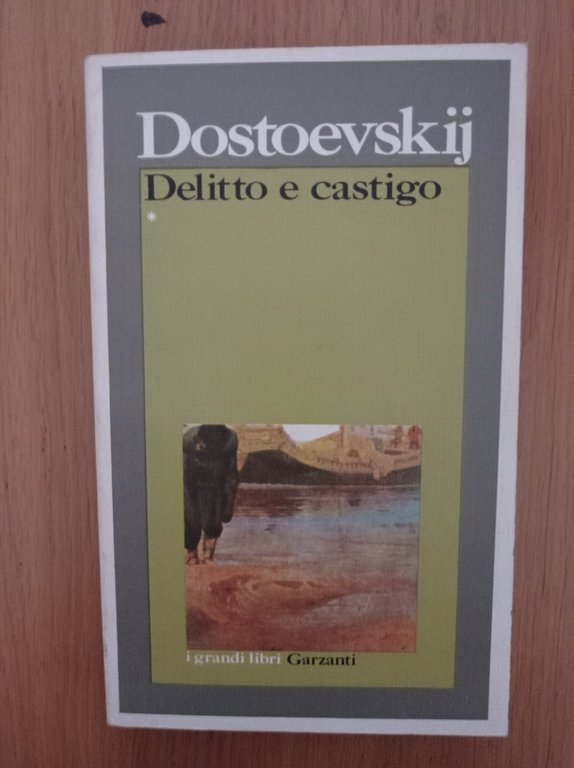 Dostoevskij
Delitto e castigo
*
i grandi libri Garzanti